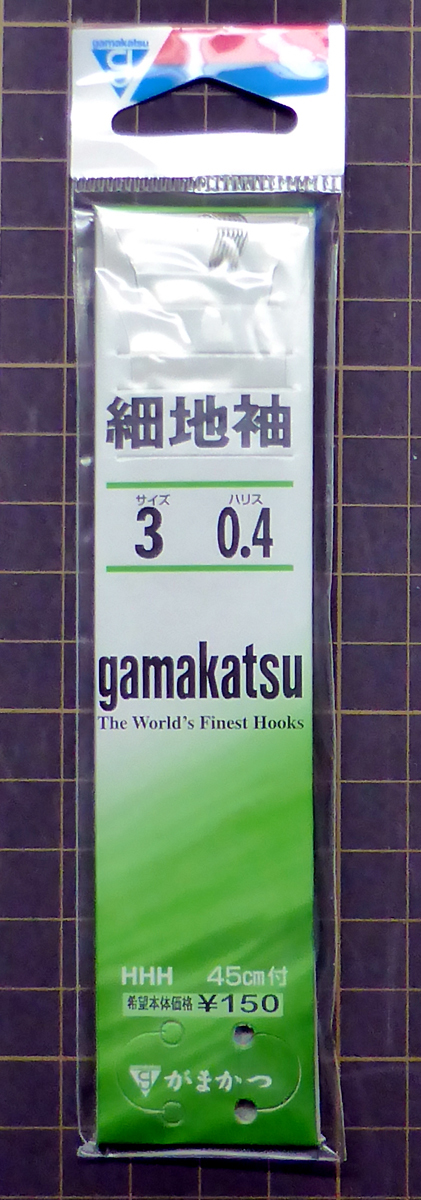 gamakatsu
g
細地袖
サイズ ハリス
3 0.4
gamakatsu
The World's Finest Hooks
HHH 45cm付
希望本体価格 ¥150
g がまかつ